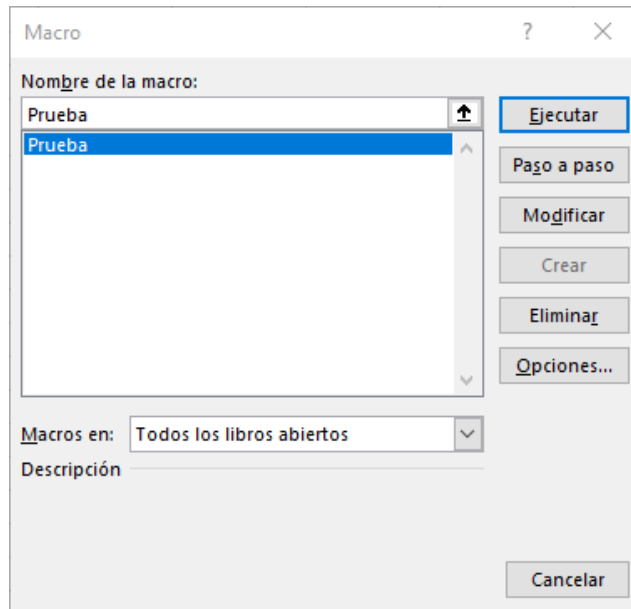 Macro
Nombre de la macro:
Prueba
Prueba
Ejecutar
Paso a paso
Modificar
Crear
Eliminar
Opciones...
Macros en: Todos los libros abiertos
Descripción
Cancelar